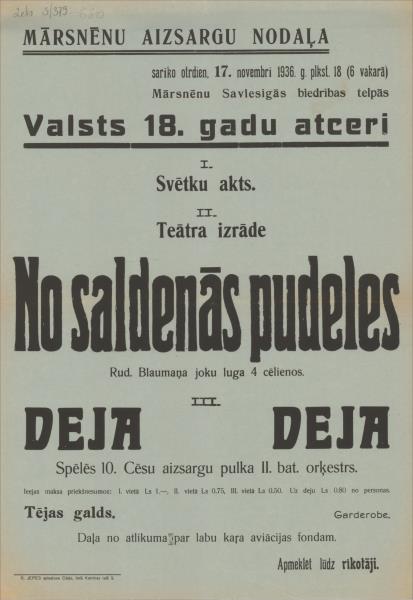 MĀRSNĒNU AIZSARGU NODAĻA
sariko otrdien, 17. novembri 1936. g. plkst. 18 (6 vakarā)
Mārsnēnu Savlesigās biedrības telpās
Valsts 18. gadu atceri
I.
Svētku akts.
II.
Teātra izrāde
No saldenās pudeles
Rud. Blaumaņa joku luga 4 cēlienos.
III.
DEJA DEJA
Spēlēs 10. Cēsu aizsargu pulka II. bat. orķestrs.
Ieejas maksa priekšnesumos: I. vietā Ls 1.—, II. vietā Ls 0.75, III. vietā Ls 0.50. Uz deju Ls 0.80 no personas.
Tējas galds. Garderobe.
Daļa no atlikuma par labu kaŗa aviācijas fondam.
Apmeklēt lūdz rīkotāji.